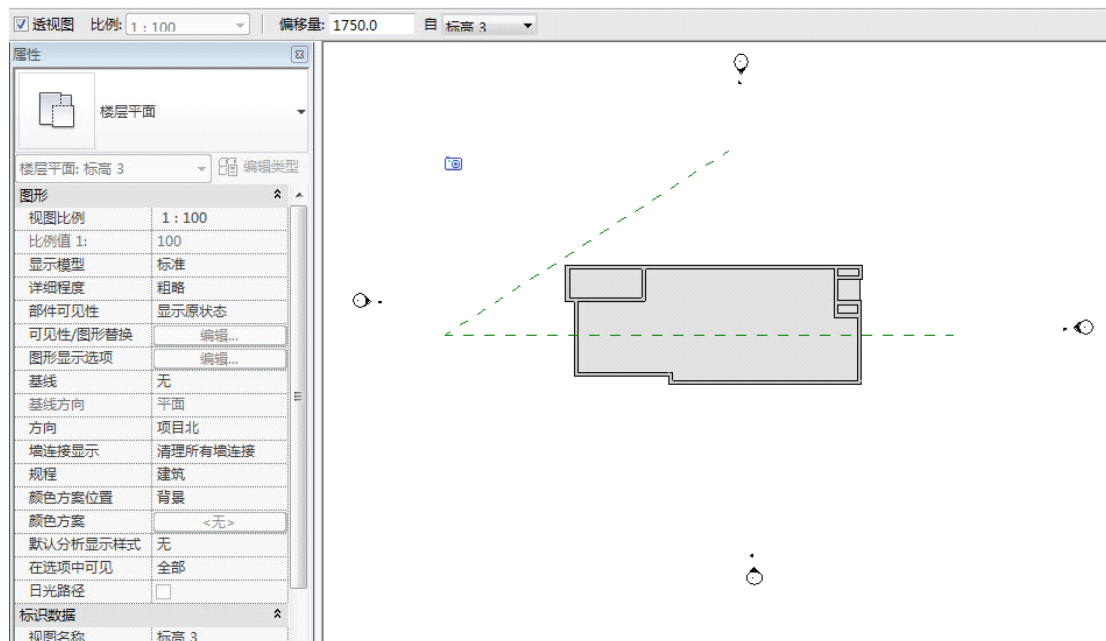 透视图 比例: 1 : 100 偏移量: 1750.0 自 标高 3
属性
楼层平面
楼层平面: 标高 3 编辑类型
图形
视图比例 1 : 100
比例值 1: 100
显示模型 标准
详细程度 粗略
部件可见性 显示原状态
可见性/图形替换 编辑...
图形显示选项 编辑...
基线 无
基线方向 平面
方向 项目北
墙连接显示 清理所有墙连接
规程 建筑
颜色方案位置 背景
颜色方案 <无>
默认分析显示样式 无
在选项中可见 全部
日光路径
标识数据
视图名称 标高 3